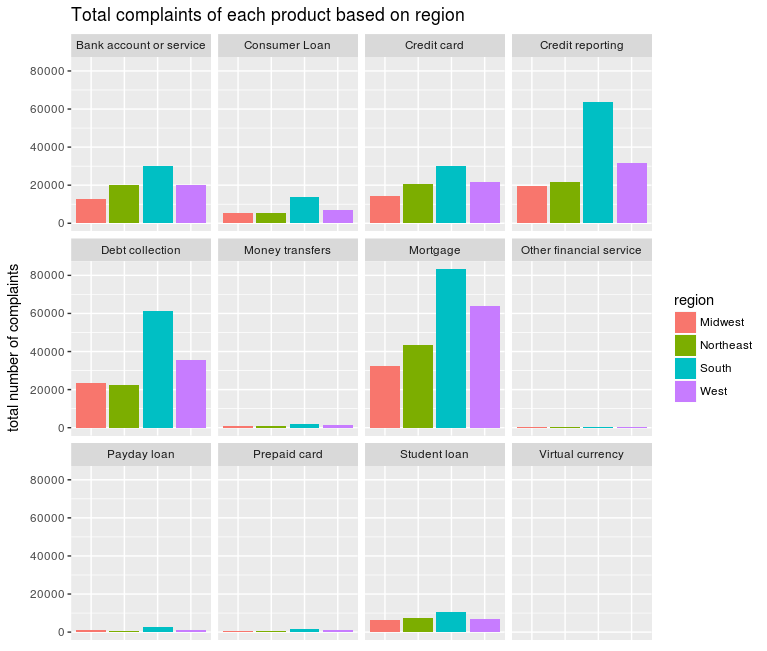 Total complaints of each product based on region
Bank account or service
Consumer Loan
Credit card
Credit reporting
80000
60000
40000
20000
0
Debt collection
Money transfers
Mortgage
Other financial service
80000
60000
40000
20000
0
Payday loan
Prepaid card
Student loan
Virtual currency
80000
60000
40000
20000
0
total number of complaints
region
Midwest
Northeast
South
West